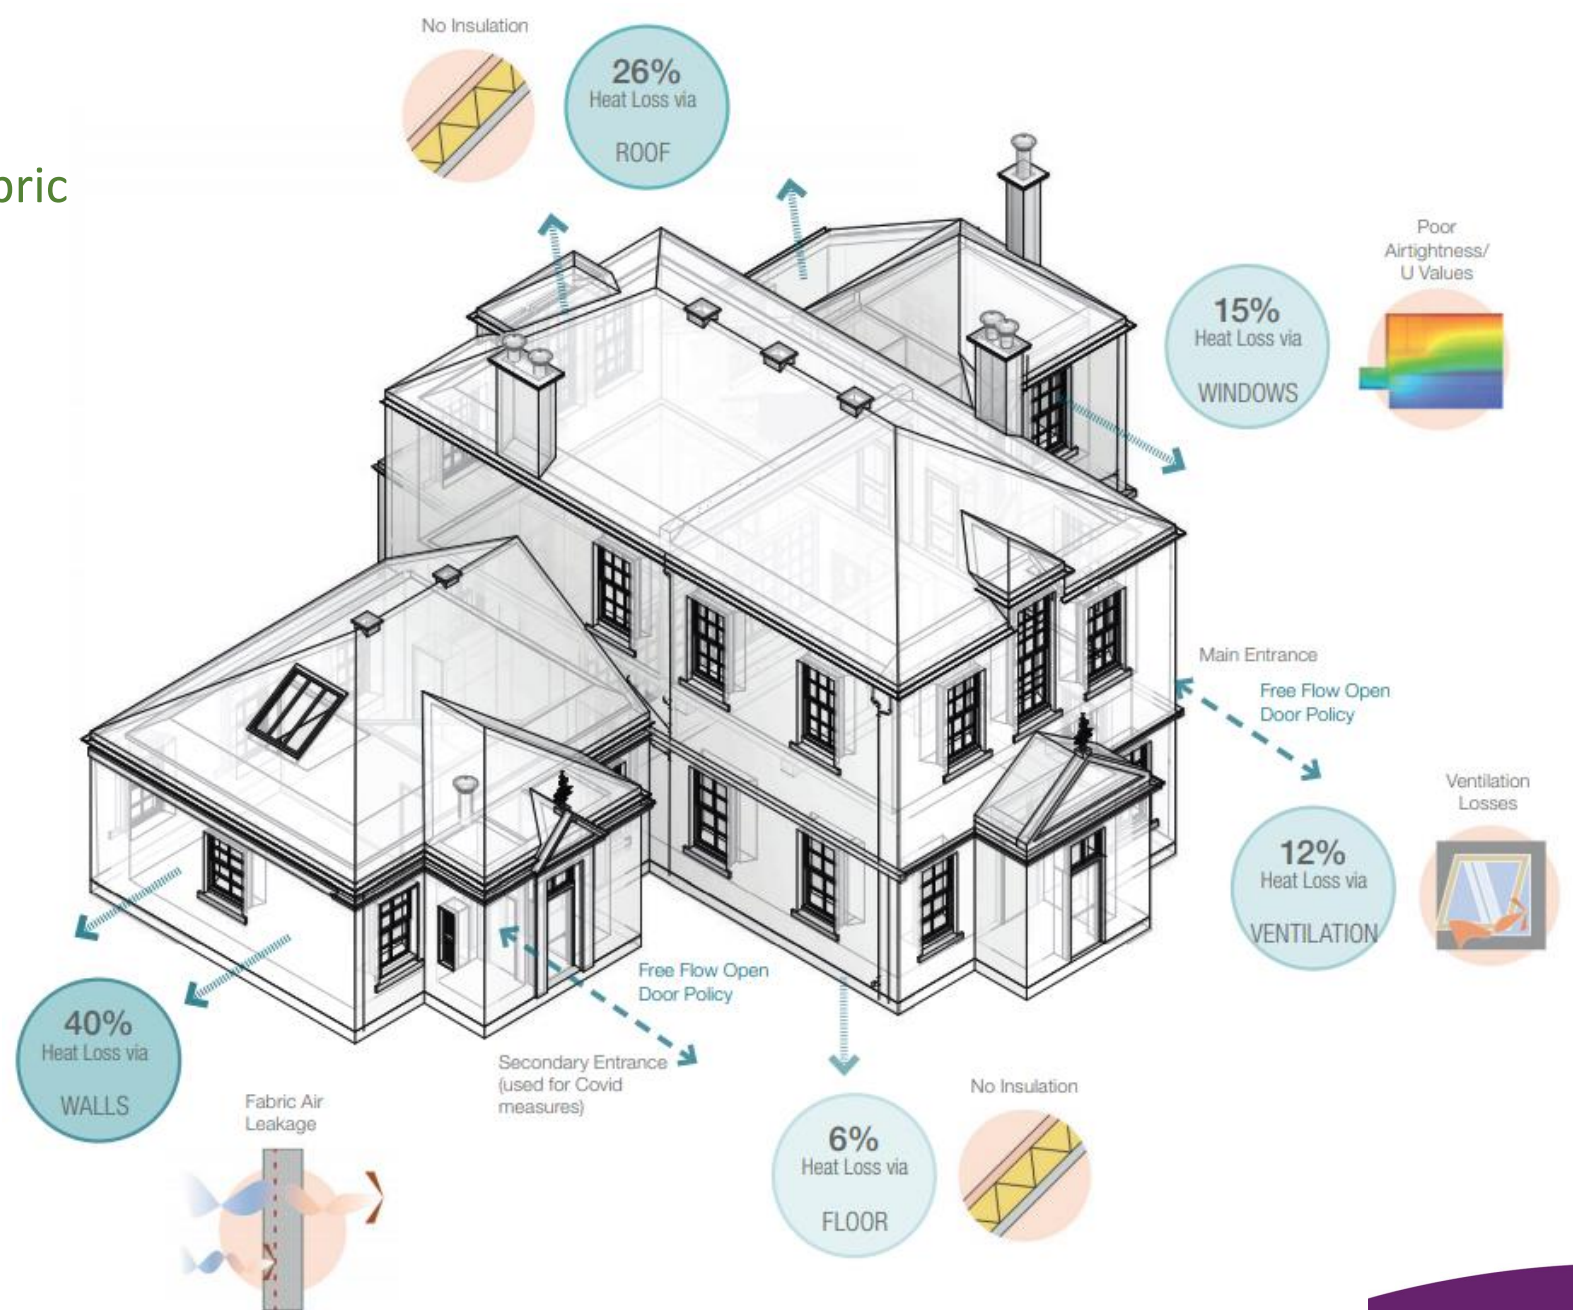 No Insulation
26%
Heat Loss via
ROOF
Poor
Airtightness/
U Values
15%
Heat Loss via
WINDOWS
Main Entrance
Free Flow Open
Door Policy
Ventilation
Losses
12%
Heat Loss via
VENTILATION
Free Flow Open
Door Policy
Secondary Entrance
(used for Covid
measures)
40%
Heat Loss via
WALLS
Fabric Air
Leakage
No Insulation
6%
Heat Loss via
FLOOR